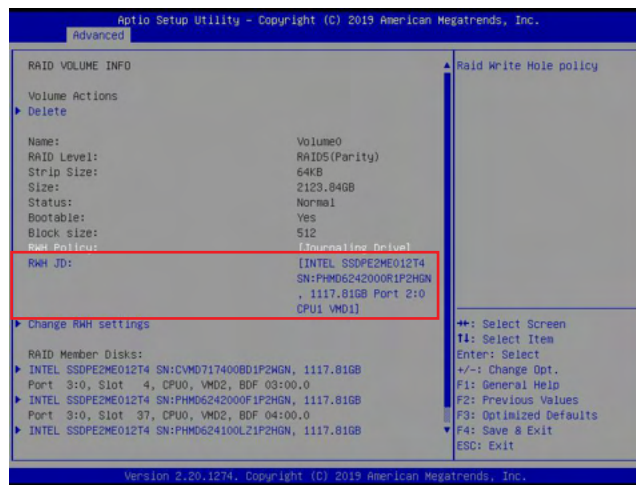 Aptio Setup Utility – Copyright (C) 2019 American Megatrends, Inc.
Advanced
RAID VOLUME INFO
Raid Write Hole policy
Volume Actions
Delete
Name: Volume0
RAID Level: RAID5(Parity)
Strip Size: 64KB
Size: 2123.84GB
Status: Normal
Bootable: Yes
Block size: 512
RWH Policy: [Journaling Drive]
RWH JD: [INTEL SSDPE2ME012T4
SN:PHMD6242000R1P2HGN
, 1117.81GB Port 2:0
CPU1 VMD1]
Change RWH settings
RAID Member Disks:
INTEL SSDPE2ME012T4 SN:CVMD717400BD1P2WGN, 1117.81GB
Port 3:0, Slot 4, CPU0, VMD2, BDF 03:00.0
INTEL SSDPE2ME012T4 SN:PHMD6242000F1P2HGN, 1117.81GB
Port 3:0, Slot 37, CPU0, VMD2, BDF 04:00.0
INTEL SSDPE2ME012T4 SN:PHMD624100LZ1P2HGN, 1117.81GB
→←: Select Screen
↑↓: Select Item
Enter: Select
+/-: Change Opt.
F1: General Help
F2: Previous Values
F3: Optimized Defaults
F4: Save & Exit
ESC: Exit
Version 2.20.1274. Copyright (C) 2019 American Megatrends, Inc.